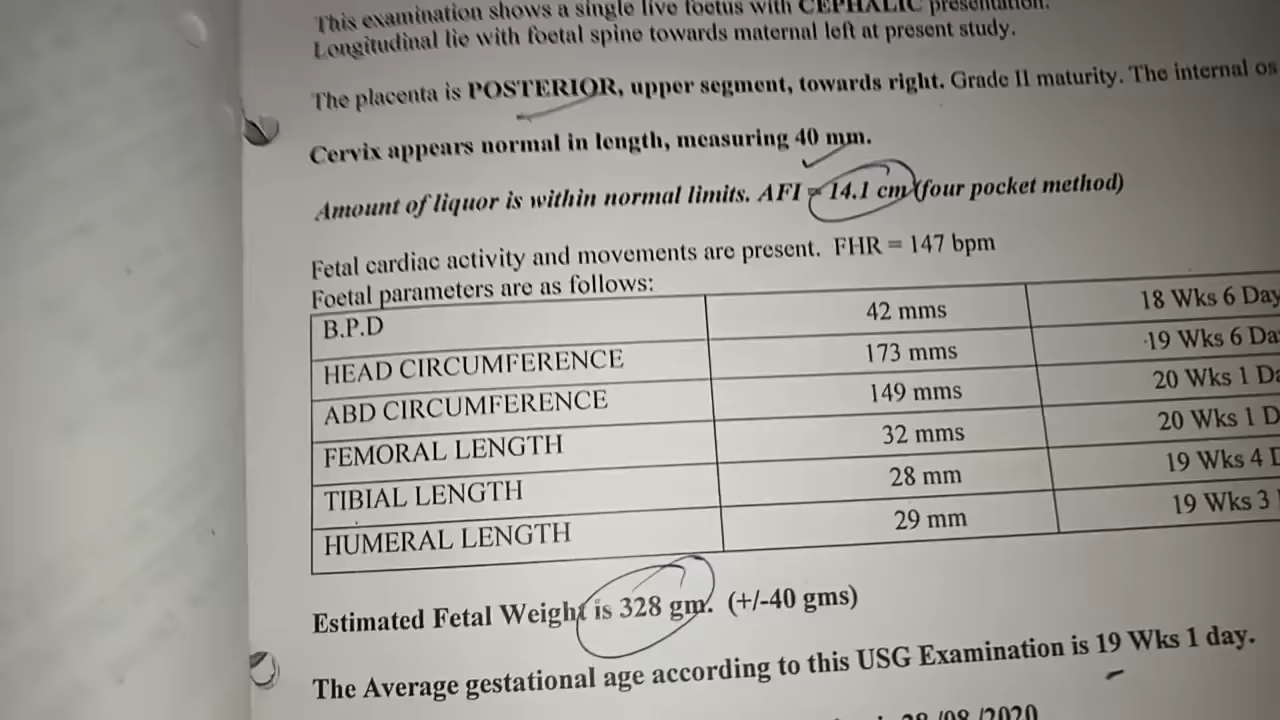 This examination shows a single live foetus with CEPHALIC presentation.
Longitudinal lie with foetal spine towards maternal left at present study.
The placenta is POSTERIOR, upper segment, towards right. Grade II maturity. The internal os
Cervix appears normal in length, measuring 40 mm.
Amount of liquor is within normal limits. AFI = 14.1 cm (four pocket method)
Fetal cardiac activity and movements are present. FHR = 147 bpm
Foetal parameters are as follows:
B.P.D 42 mms 18 Wks 6 Day
HEAD CIRCUMFERENCE 173 mms 19 Wks 6 Da
ABD CIRCUMFERENCE 149 mms 20 Wks 1 Da
FEMORAL LENGTH 32 mms 20 Wks 1 D
TIBIAL LENGTH 28 mm 19 Wks 4 D
HUMERAL LENGTH 29 mm 19 Wks 3
Estimated Fetal Weight is 328 gm. (+/-40 gms)
The Average gestational age according to this USG Examination is 19 Wks 1 day.
/08 /2020